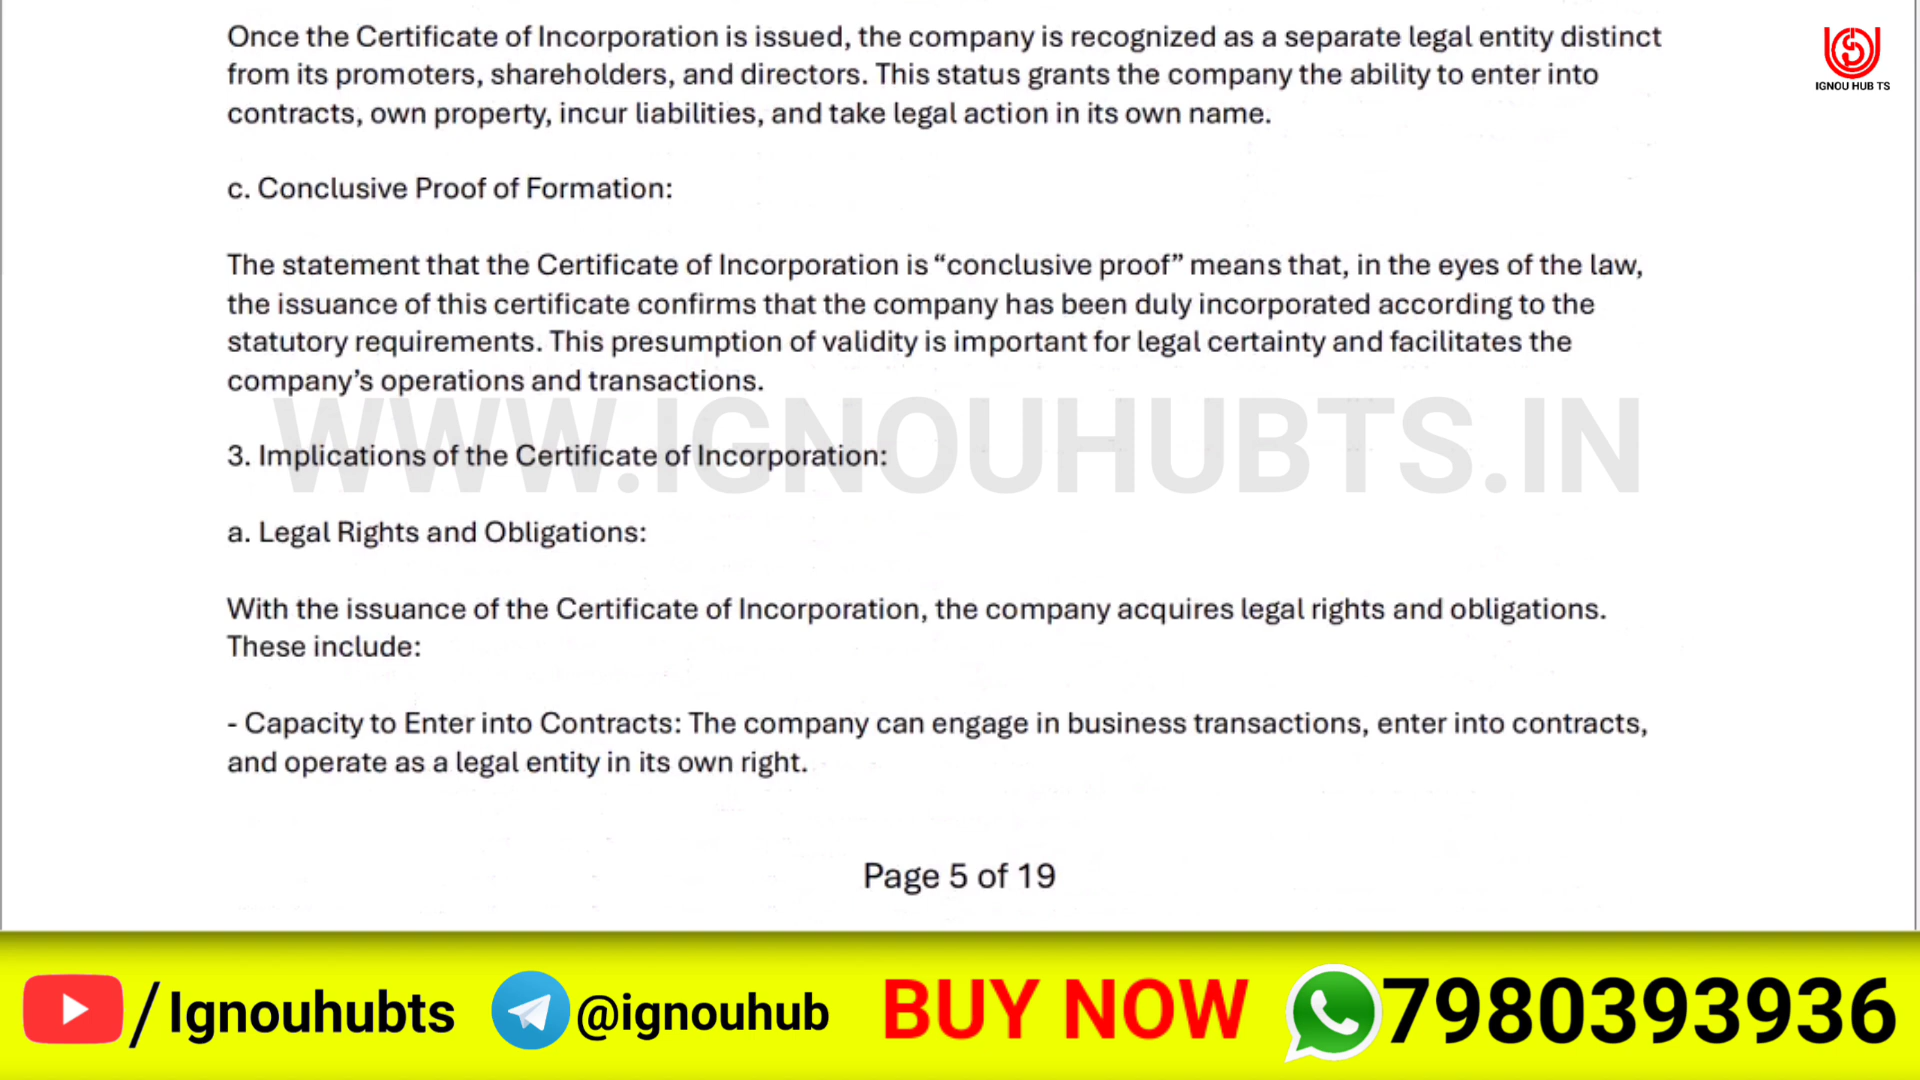 Once the Certificate of Incorporation is issued, the company is recognized as a separate legal entity distinct
from its promoters, shareholders, and directors. This status grants the company the ability to enter into
contracts, own property, incur liabilities, and take legal action in its own name.
IGNOU HUB TS
c. Conclusive Proof of Formation:
The statement that the Certificate of Incorporation is “conclusive proof” means that, in the eyes of the law,
the issuance of this certificate confirms that the company has been duly incorporated according to the
statutory requirements. This presumption of validity is important for legal certainty and facilitates the
company’s operations and transactions.
WWW.IGNOUHUBTS.IN
3. Implications of the Certificate of Incorporation:
a. Legal Rights and Obligations:
With the issuance of the Certificate of Incorporation, the company acquires legal rights and obligations.
These include:
- Capacity to Enter into Contracts: The company can engage in business transactions, enter into contracts,
and operate as a legal entity in its own right.
Page 5 of 19
/Ignouhubts @ignouhub BUY NOW 7980393936